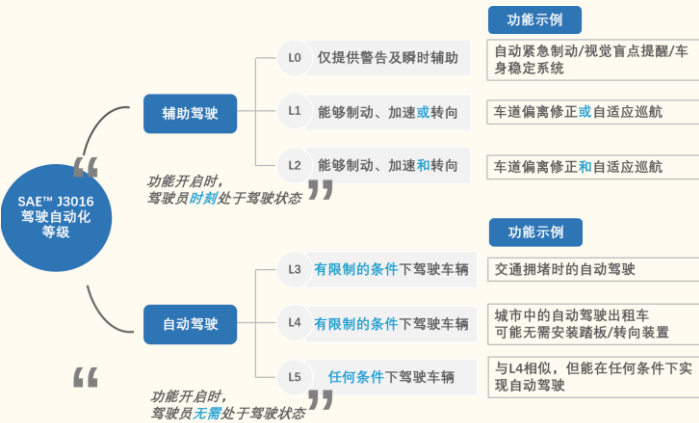 SAE™ J3016
驾驶自动化
等级
辅助驾驶
“
功能开启时，
驾驶员时刻处于驾驶状态
”
功能示例
L0 仅提供警告及瞬时辅助
自动紧急制动/视觉盲点提醒/车
身稳定系统
L1 能够制动、加速或转向
车道偏离修正或自适应巡航
L2 能够制动、加速和转向
车道偏离修正和自适应巡航
自动驾驶
“
功能开启时，
驾驶员无需处于驾驶状态
”
功能示例
L3 有限制的条件下驾驶车辆
交通拥堵时的自动驾驶
L4 有限制的条件下驾驶车辆
城市中的自动驾驶出租车
可能无需安装踏板/转向装置
L5 任何条件下驾驶车辆
与L4相似，但能在任何条件下实
现自动驾驶